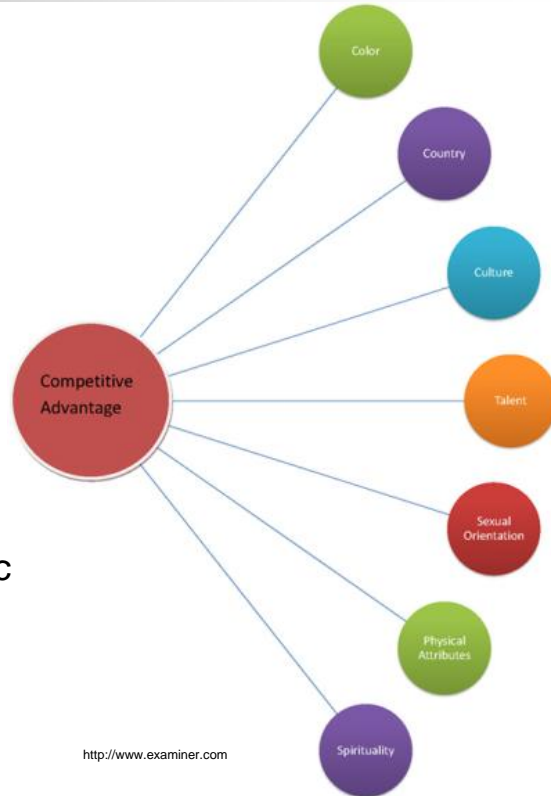 Color
Country
Culture
Competitive
Advantage
Talent
Sexual
Orientation
c
Physical
Attributes
Spirituality
http://www.examiner.com